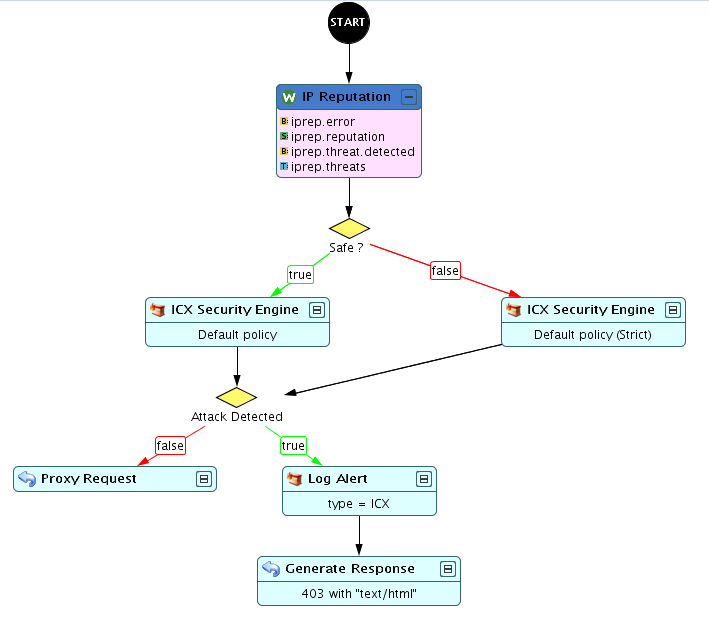 START
W IP Reputation
B: iprep.error
S: iprep.reputation
B: iprep.threat.detected
T: iprep.threats
Safe ?
true
false
ICX Security Engine
Default policy
ICX Security Engine
Default policy (Strict)
Attack Detected
false
true
Proxy Request
Log Alert
type = ICX
Generate Response
403 with "text/html"